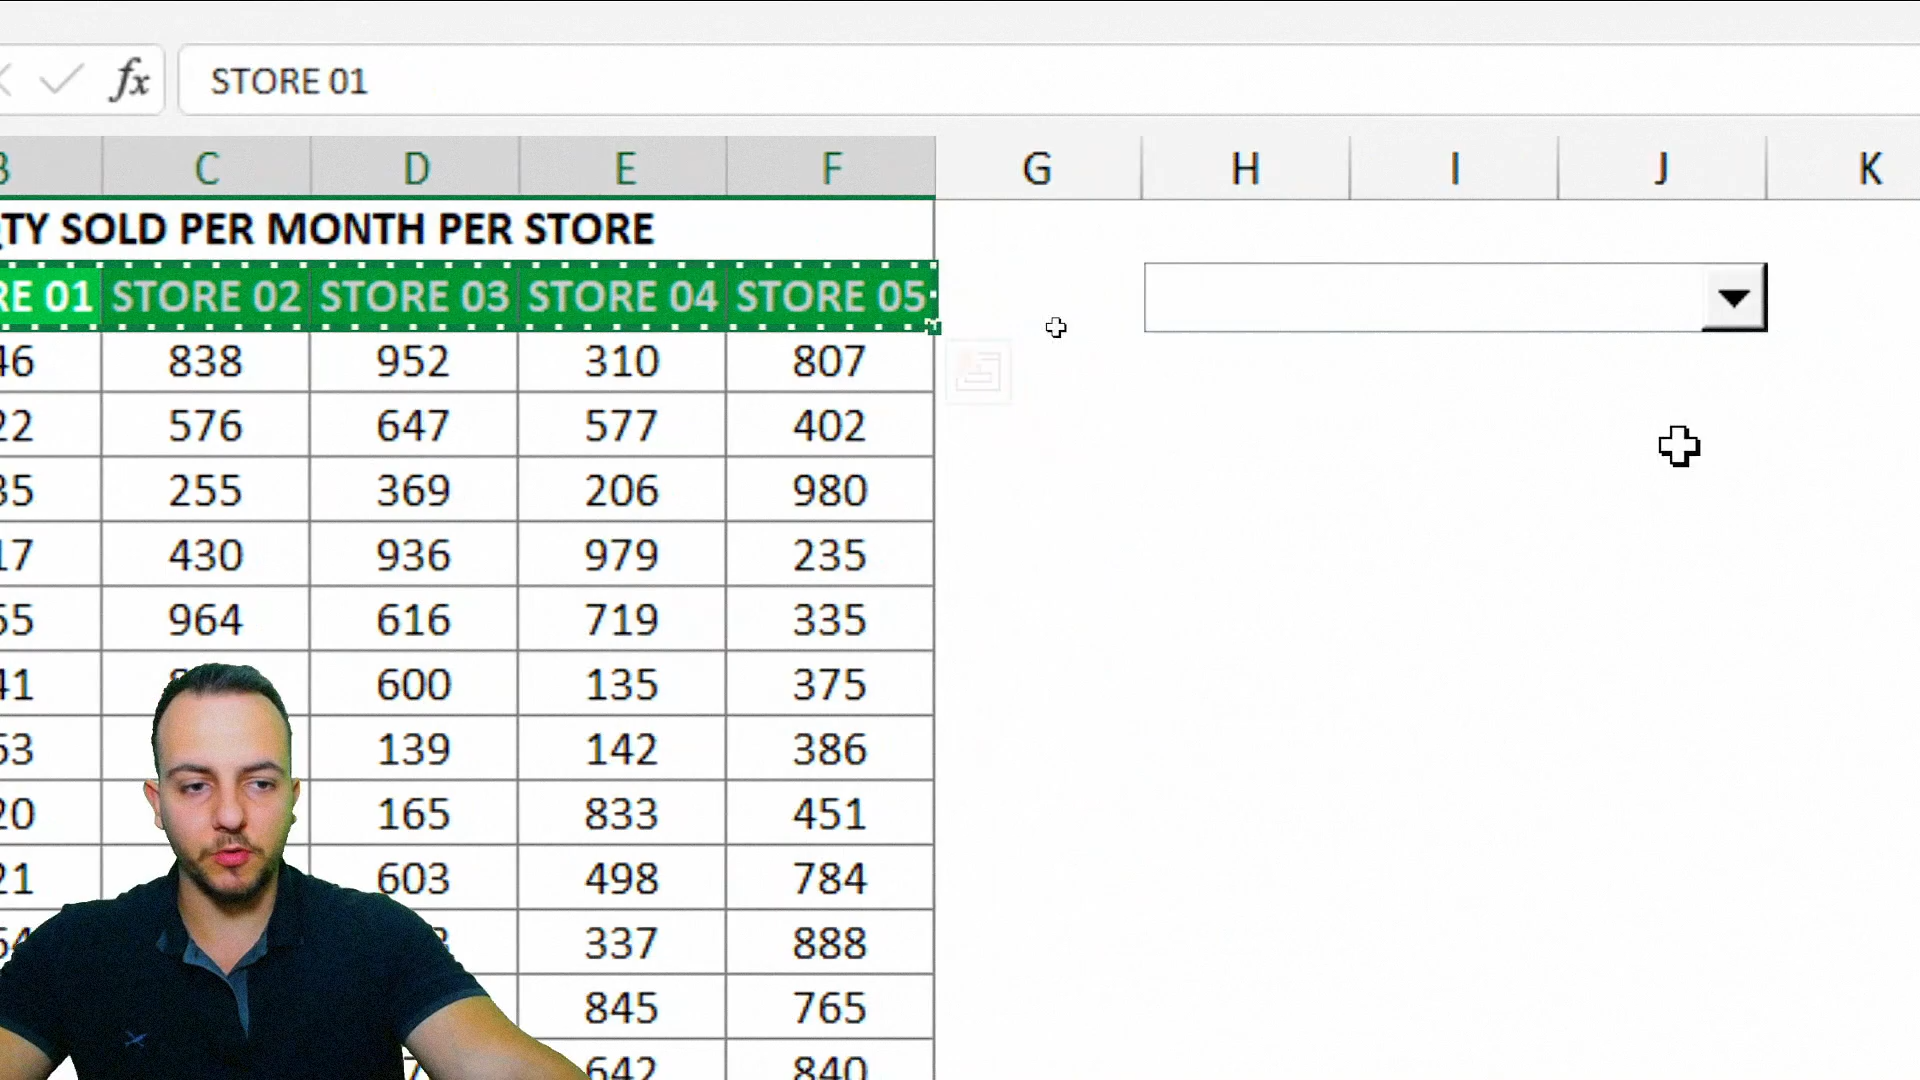 fx STORE 01
B C D E F G H I J K
TY SOLD PER MONTH PER STORE
RE 01 STORE 02 STORE 03 STORE 04 STORE 05
46 838 952 310 807
22 576 647 577 402
35 255 369 206 980
17 430 936 979 235
55 964 616 719 335
41 600 135 375
53 139 142 386
20 165 833 451
21 603 498 784
337 888
845 765
642 840